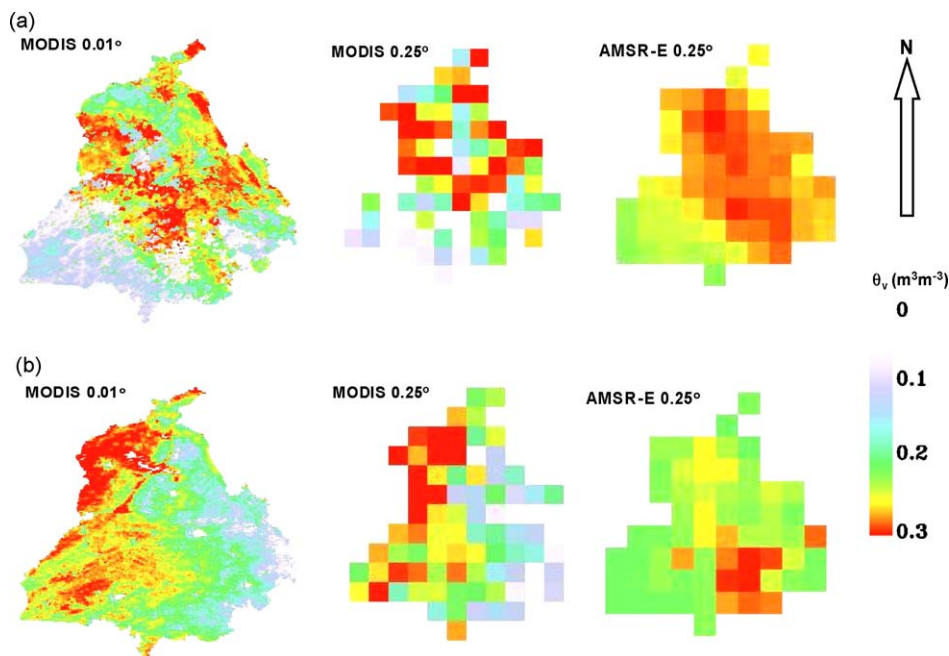 (a)
MODIS 0.01°
MODIS 0.25°
AMSR-E 0.25°
N
θv (m³m⁻³)
0
0.1
0.2
0.3
(b)
MODIS 0.01°
MODIS 0.25°
AMSR-E 0.25°